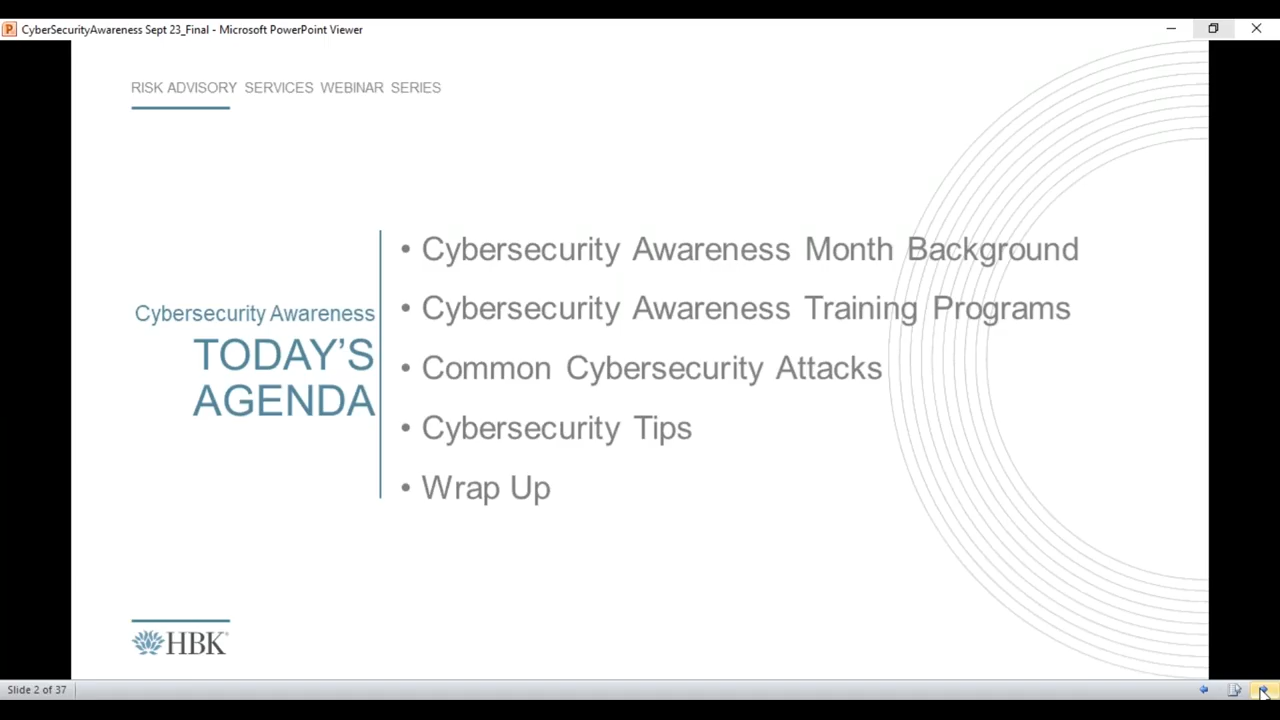 CyberSecurityAwareness Sept 23_Final - Microsoft PowerPoint Viewer
RISK ADVISORY SERVICES WEBINAR SERIES
Cybersecurity Awareness
TODAY'S
AGENDA
• Cybersecurity Awareness Month Background
• Cybersecurity Awareness Training Programs
• Common Cybersecurity Attacks
• Cybersecurity Tips
• Wrap Up
HBK®
Slide 2 of 37